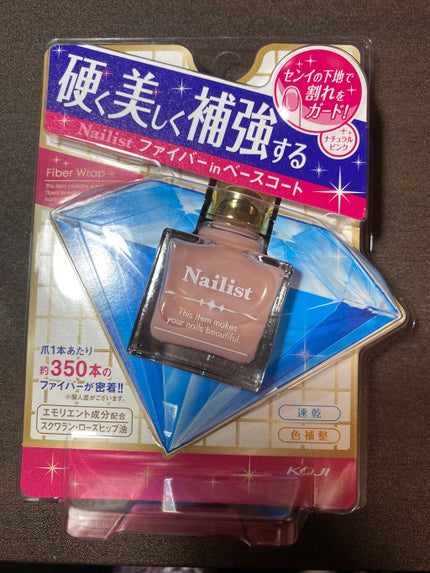 硬く美しく補強する
センイの下地で
割れを
ガード!
ナチュラル
ピンク
Nailist ファイバーinベースコート
Fiber Wrap
This item contains
Nailist
This item makes
your nails beautiful.
爪1本あたり
約350本の
ファイバーが密着!!
※個人差がございます。
エモリエント成分配合
スクワラン・ローズヒップ油
速乾
色補整
KOJI